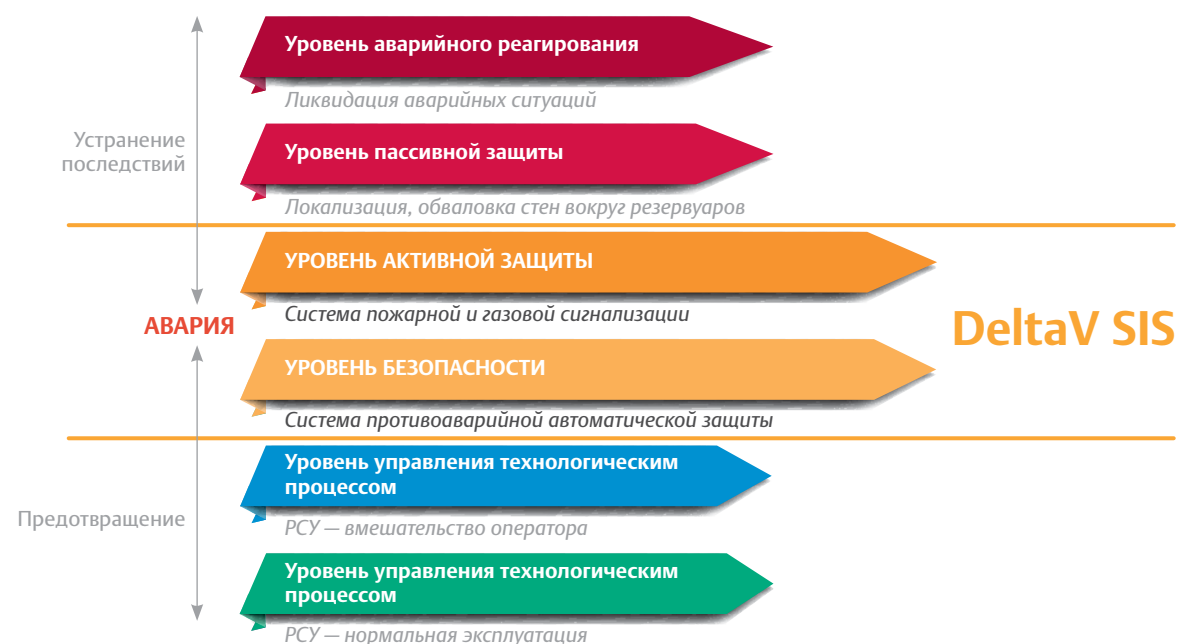 Уровень аварийного реагирования
Ликвидация аварийных ситуаций
Устранение
последствий
Уровень пассивной защиты
Локализация, обваловка стен вокруг резервуаров
УРОВЕНЬ АКТИВНОЙ ЗАЩИТЫ
Система пожарной и газовой сигнализации
АВАРИЯ
DeltaV SIS
УРОВЕНЬ БЕЗОПАСНОСТИ
Система противоаварийной автоматической защиты
Уровень управления технологическим
процессом
РСУ — вмешательство оператора
Предотвращение
Уровень управления технологическим
процессом
РСУ — нормальная эксплуатация